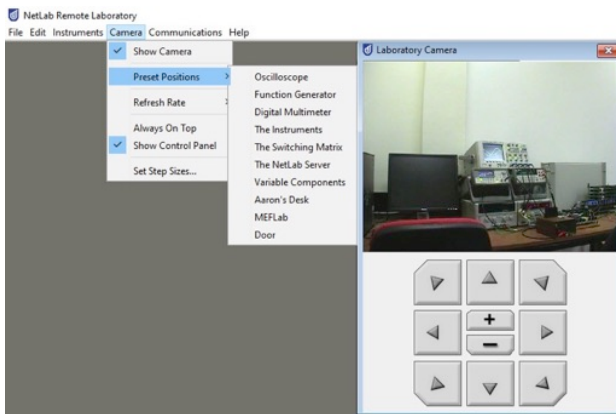 NetLab Remote Laboratory
File Edit Instruments Camera Communications Help
Show Camera
Preset Positions
Refresh Rate
Always On Top
Show Control Panel
Set Step Sizes...
Oscilloscope
Function Generator
Digital Multimeter
The Instruments
The Switching Matrix
The NetLab Server
Variable Components
Aaron's Desk
MEFLab
Door
Laboratory Camera
+
−